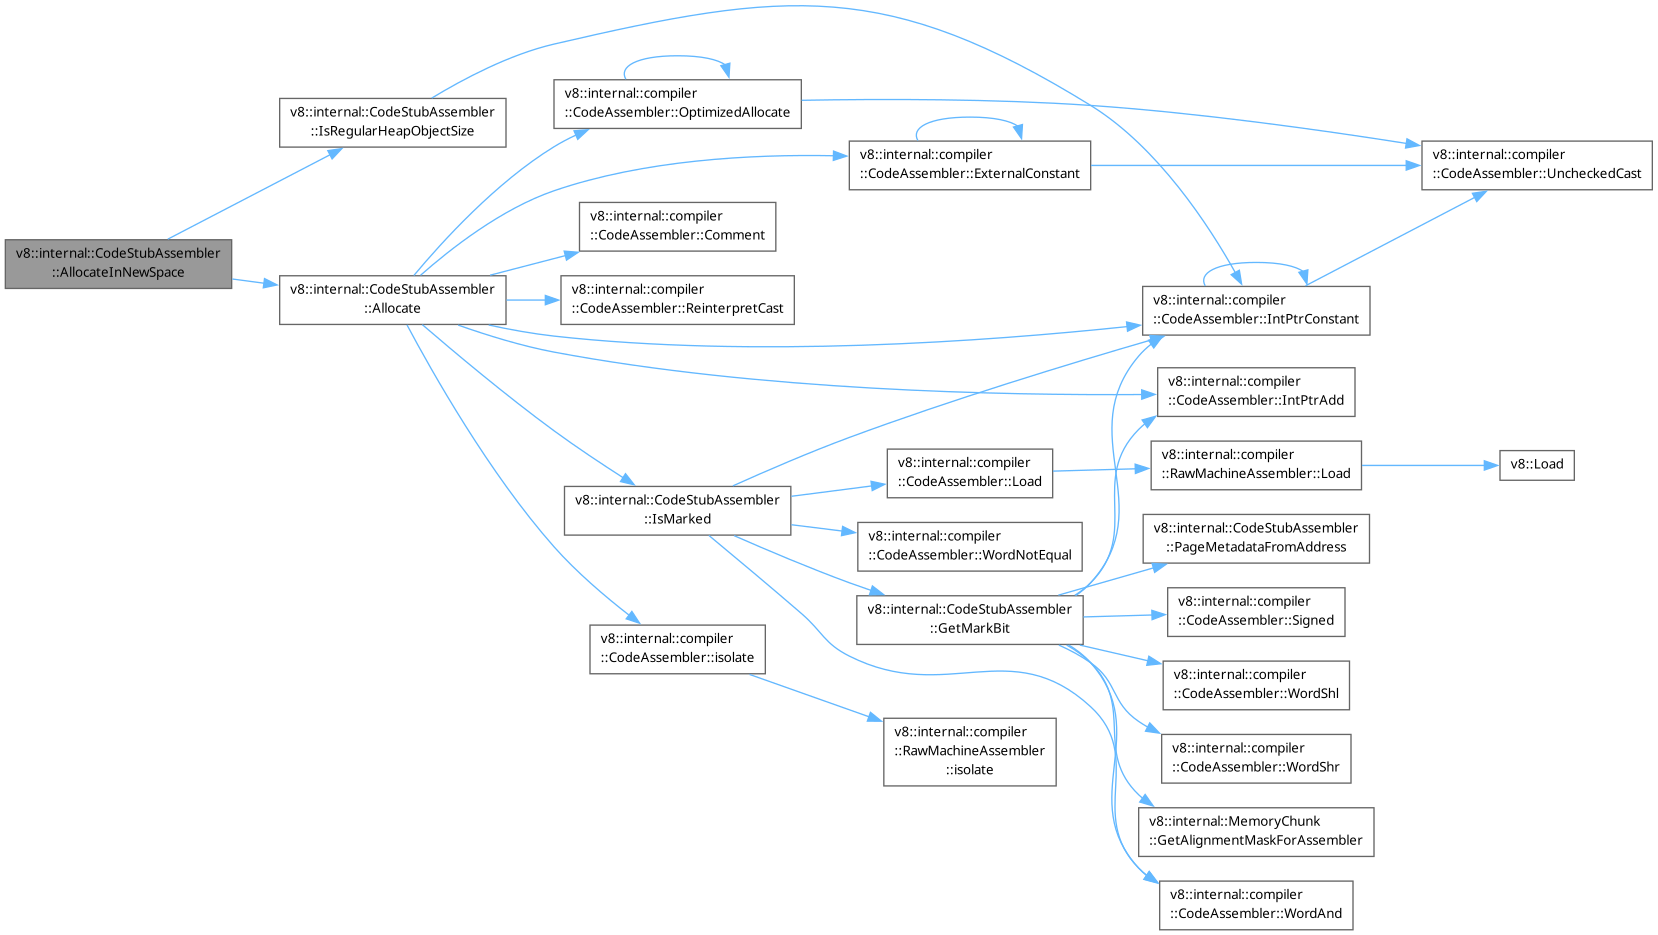 v8::internal::CodeStubAssembler
::AllocateInNewSpace
v8::internal::CodeStubAssembler
::IsRegularHeapObjectSize
v8::internal::CodeStubAssembler
::Allocate
v8::internal::compiler
::CodeAssembler::OptimizedAllocate
v8::internal::compiler
::CodeAssembler::ExternalConstant
v8::internal::compiler
::CodeAssembler::UncheckedCast
v8::internal::compiler
::CodeAssembler::Comment
v8::internal::compiler
::CodeAssembler::ReinterpretCast
v8::internal::compiler
::CodeAssembler::IntPtrConstant
v8::internal::compiler
::CodeAssembler::IntPtrAdd
v8::internal::CodeStubAssembler
::IsMarked
v8::internal::compiler
::CodeAssembler::Load
v8::internal::compiler
::RawMachineAssembler::Load
v8::Load
v8::internal::compiler
::CodeAssembler::WordNotEqual
v8::internal::CodeStubAssembler
::PageMetadataFromAddress
v8::internal::CodeStubAssembler
::GetMarkBit
v8::internal::compiler
::CodeAssembler::Signed
v8::internal::compiler
::CodeAssembler::isolate
v8::internal::compiler
::CodeAssembler::WordShl
v8::internal::compiler
::RawMachineAssembler
::isolate
v8::internal::compiler
::CodeAssembler::WordShr
v8::internal::MemoryChunk
::GetAlignmentMaskForAssembler
v8::internal::compiler
::CodeAssembler::WordAnd